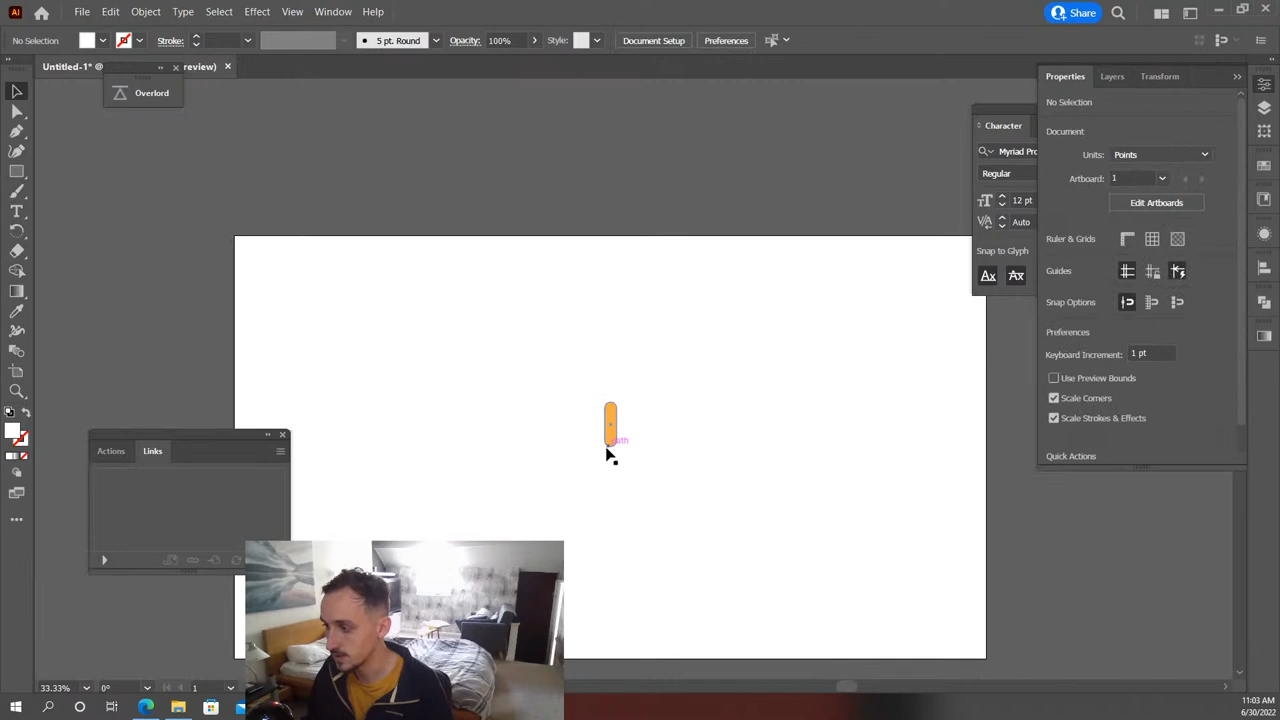 Ai File Edit Object Type Select Effect View Window Help Share
No Selection Stroke: 5 pt. Round Opacity: 100% Style: Document Setup Preferences
Untitled-1* @ review)
Overlord
Properties Layers Transform
No Selection
Character
Document
Myriad Pro
Units: Points
Regular
Artboard: 1
12 pt
Edit Artboards
Auto
Ruler & Grids
Snap to Glyph
Guides
Ax Ax
Snap Options
Preferences
Keyboard Increment: 1 pt
Use Preview Bounds
Scale Corners
Scale Strokes & Effects
path
Actions Links
Quick Actions
33.33% 0° 1
11:03 AM
6/30/2022